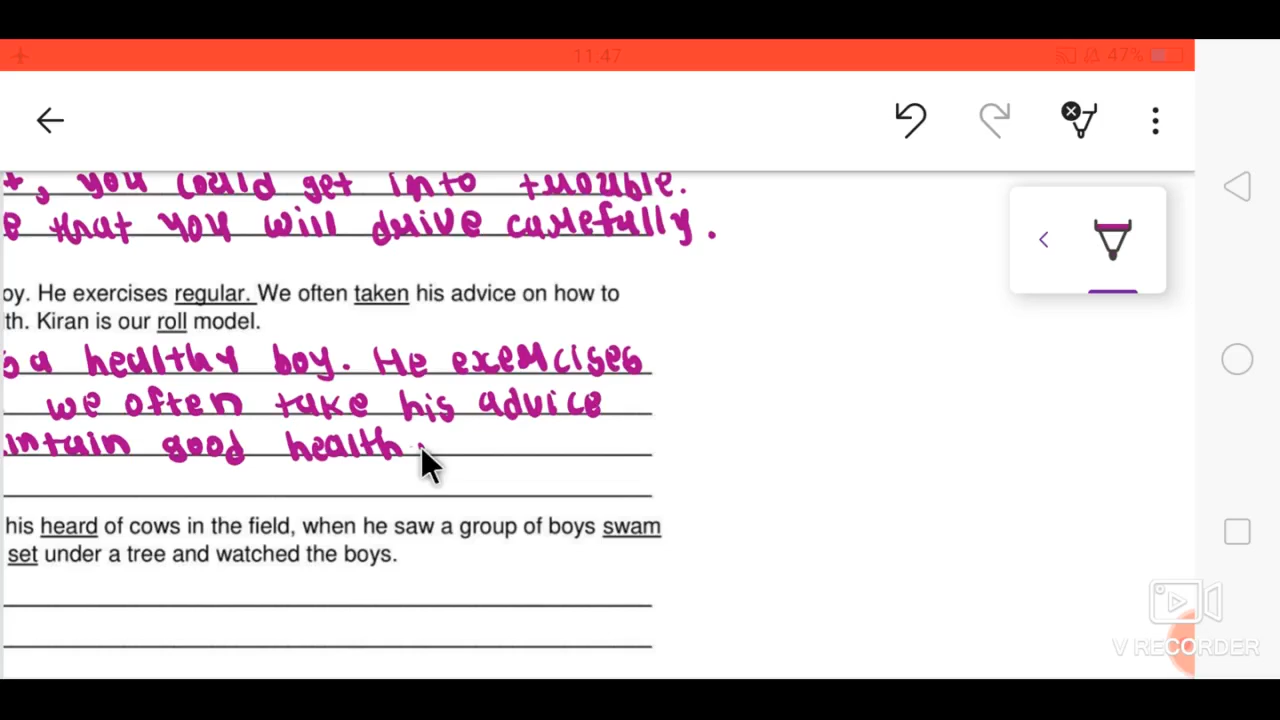 11.47
47%
, you could get into trouble.
that you will drive carefully.
oy. He exercises regular. We often taken his advice on how to
th. Kiran is our roll model.
a healthy boy. He exercises
we often take his advice
intain good health.
his heard of cows in the field, when he saw a group of boys swam
set under a tree and watched the boys.
V RECORDER